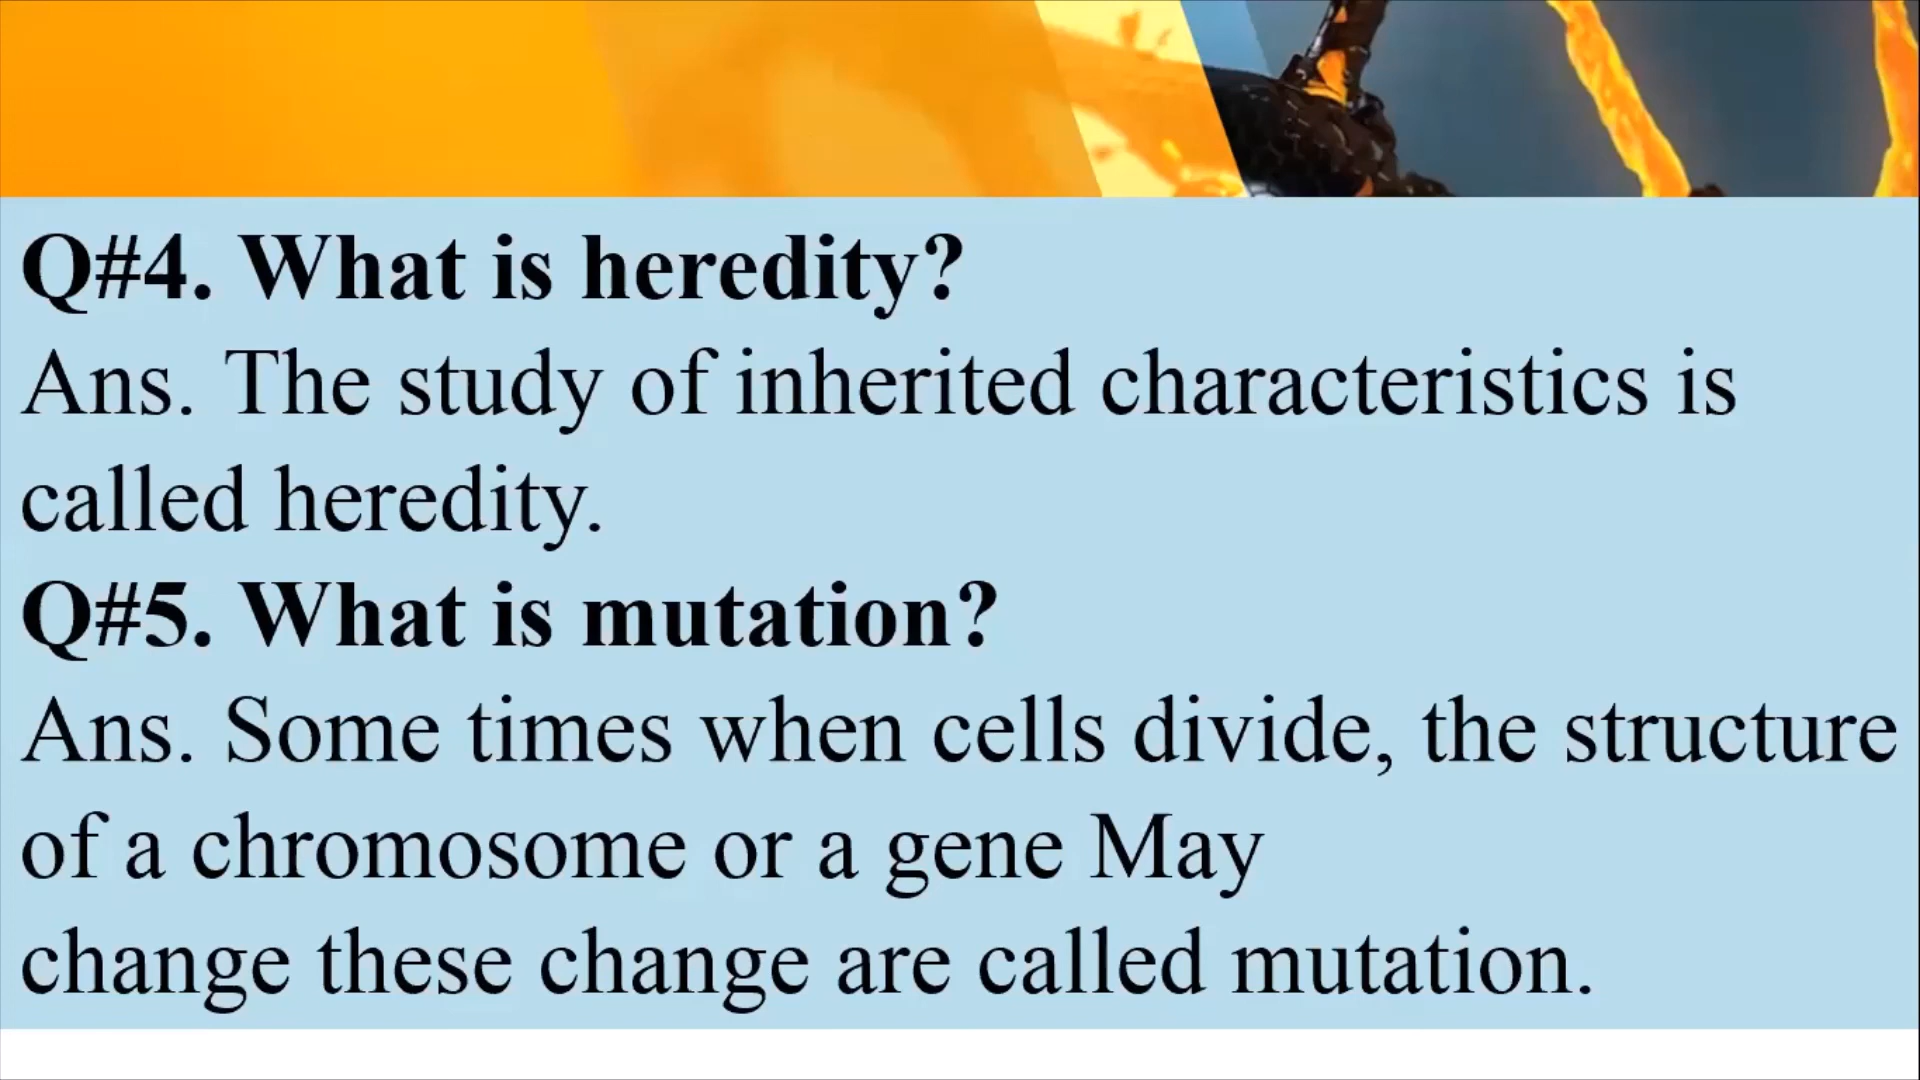 Q#4. What is heredity?
Ans. The study of inherited characteristics is
called heredity.
Q#5. What is mutation?
Ans. Some times when cells divide, the structure
of a chromosome or a gene May
change these change are called mutation.